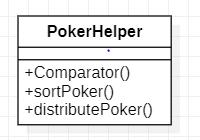 PokerHelper
+Comparator()
+sortPoker()
+distributePoker()